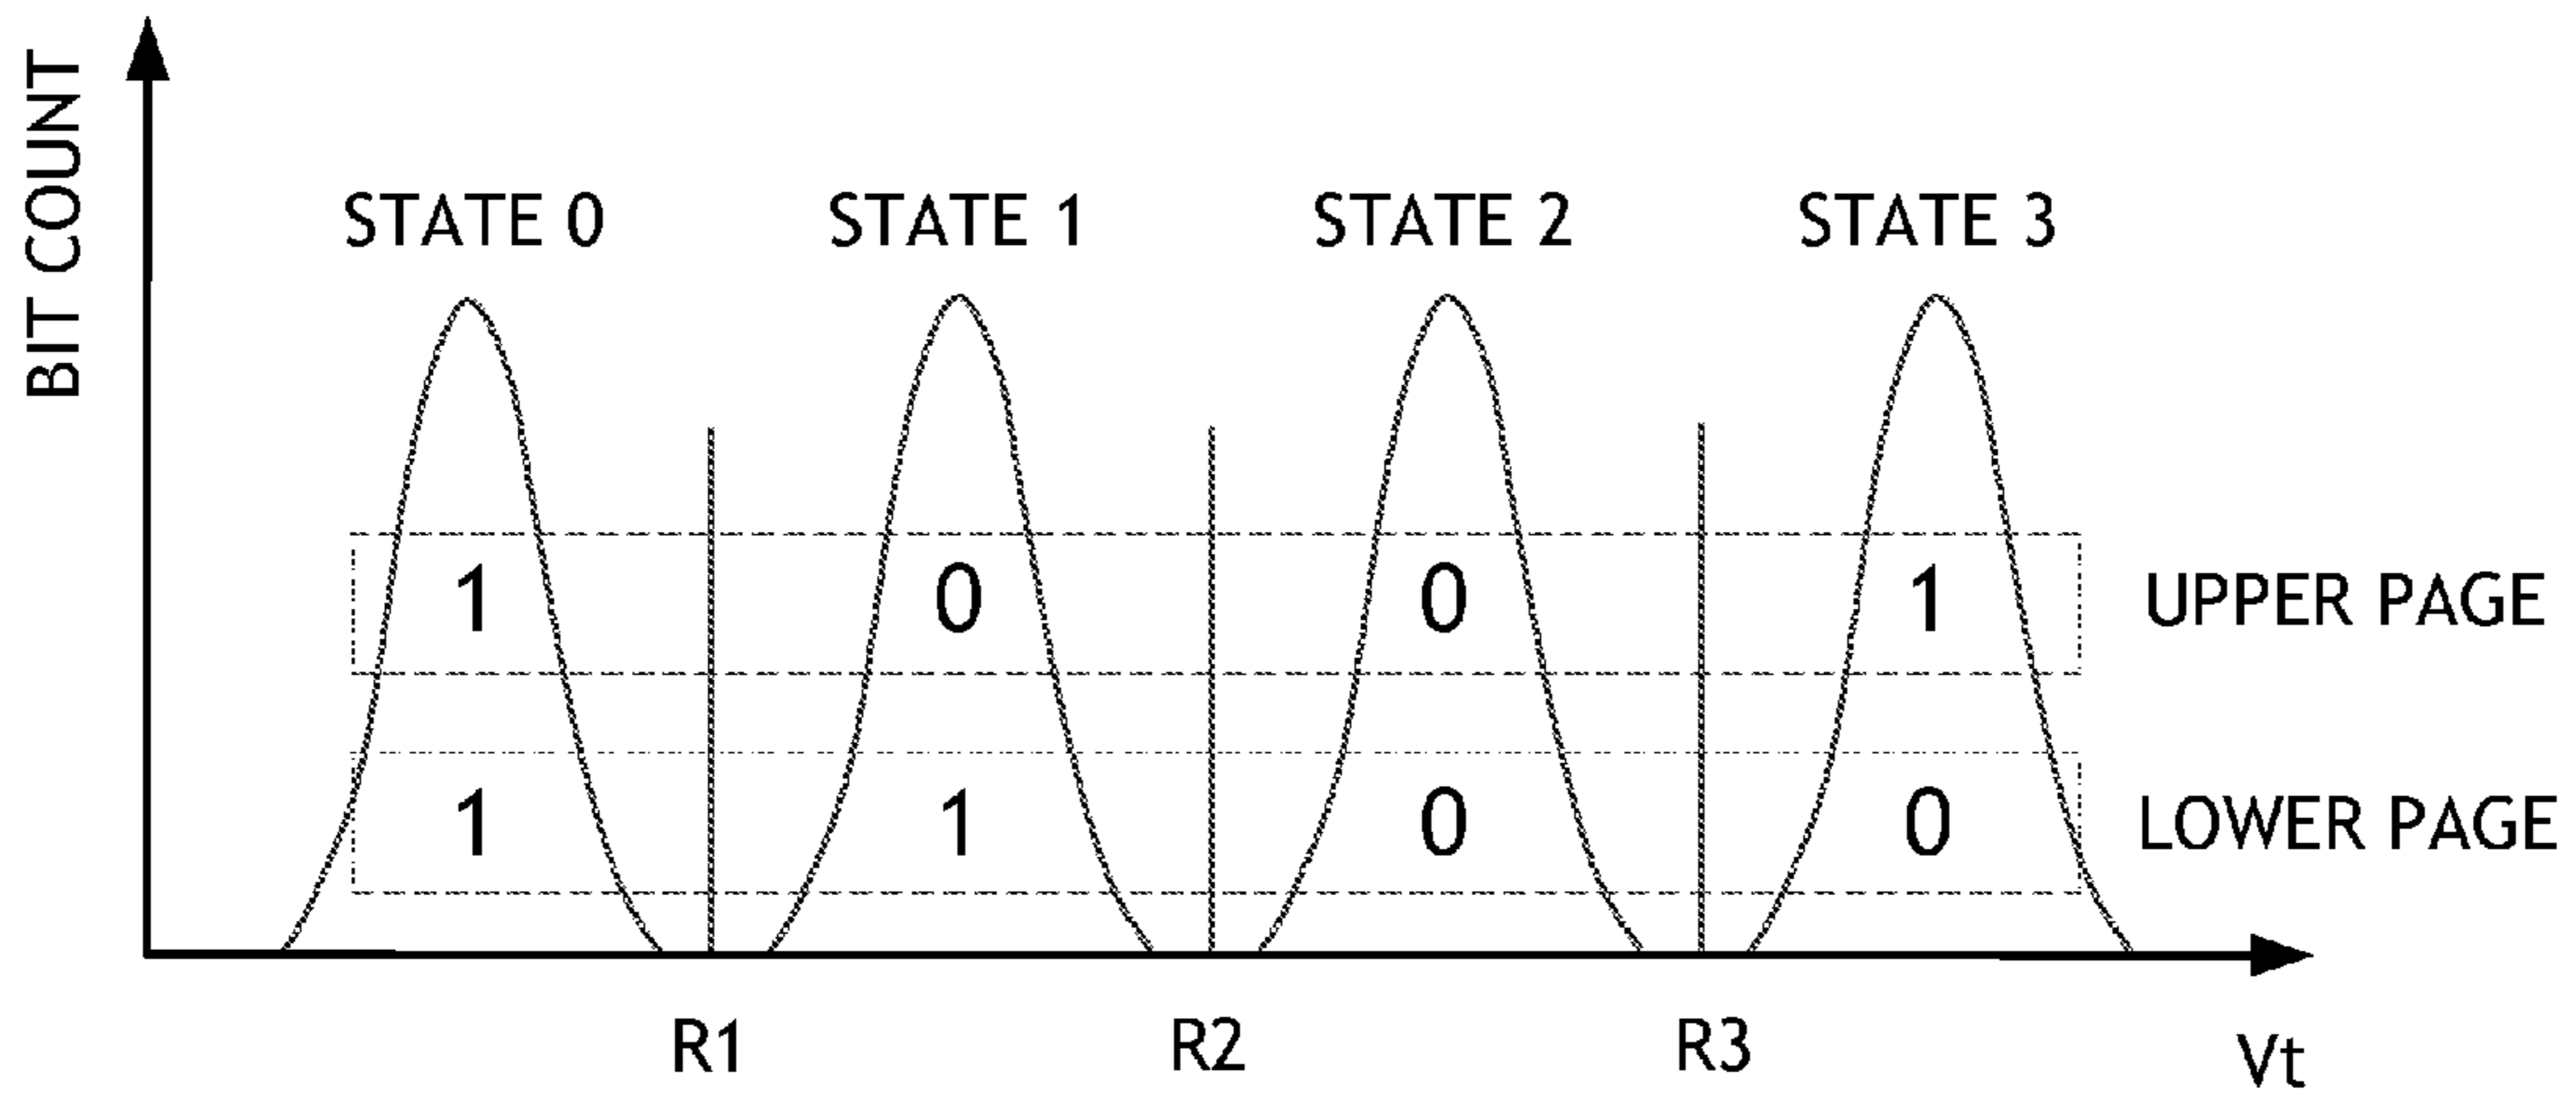 BIT COUNT
STATE 0 STATE 1 STATE 2 STATE 3
1 0 0 1 UPPER PAGE
1 1 0 0 LOWER PAGE
R1 R2 R3 Vt